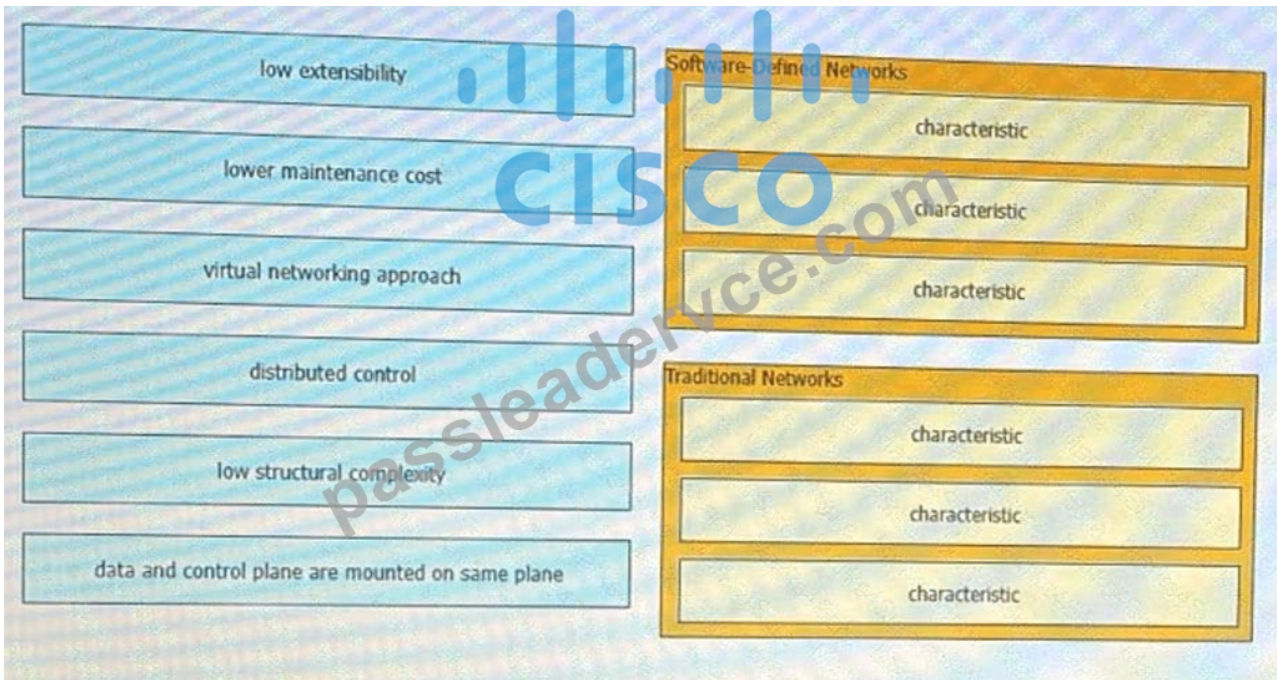 low extensibility
lower maintenance cost
virtual networking approach
distributed control
low structural complexity
data and control plane are mounted on same plane
Software-Defined Networks
characteristic
characteristic
characteristic
Traditional Networks
characteristic
characteristic
characteristic
CISCO
passleadervce.com